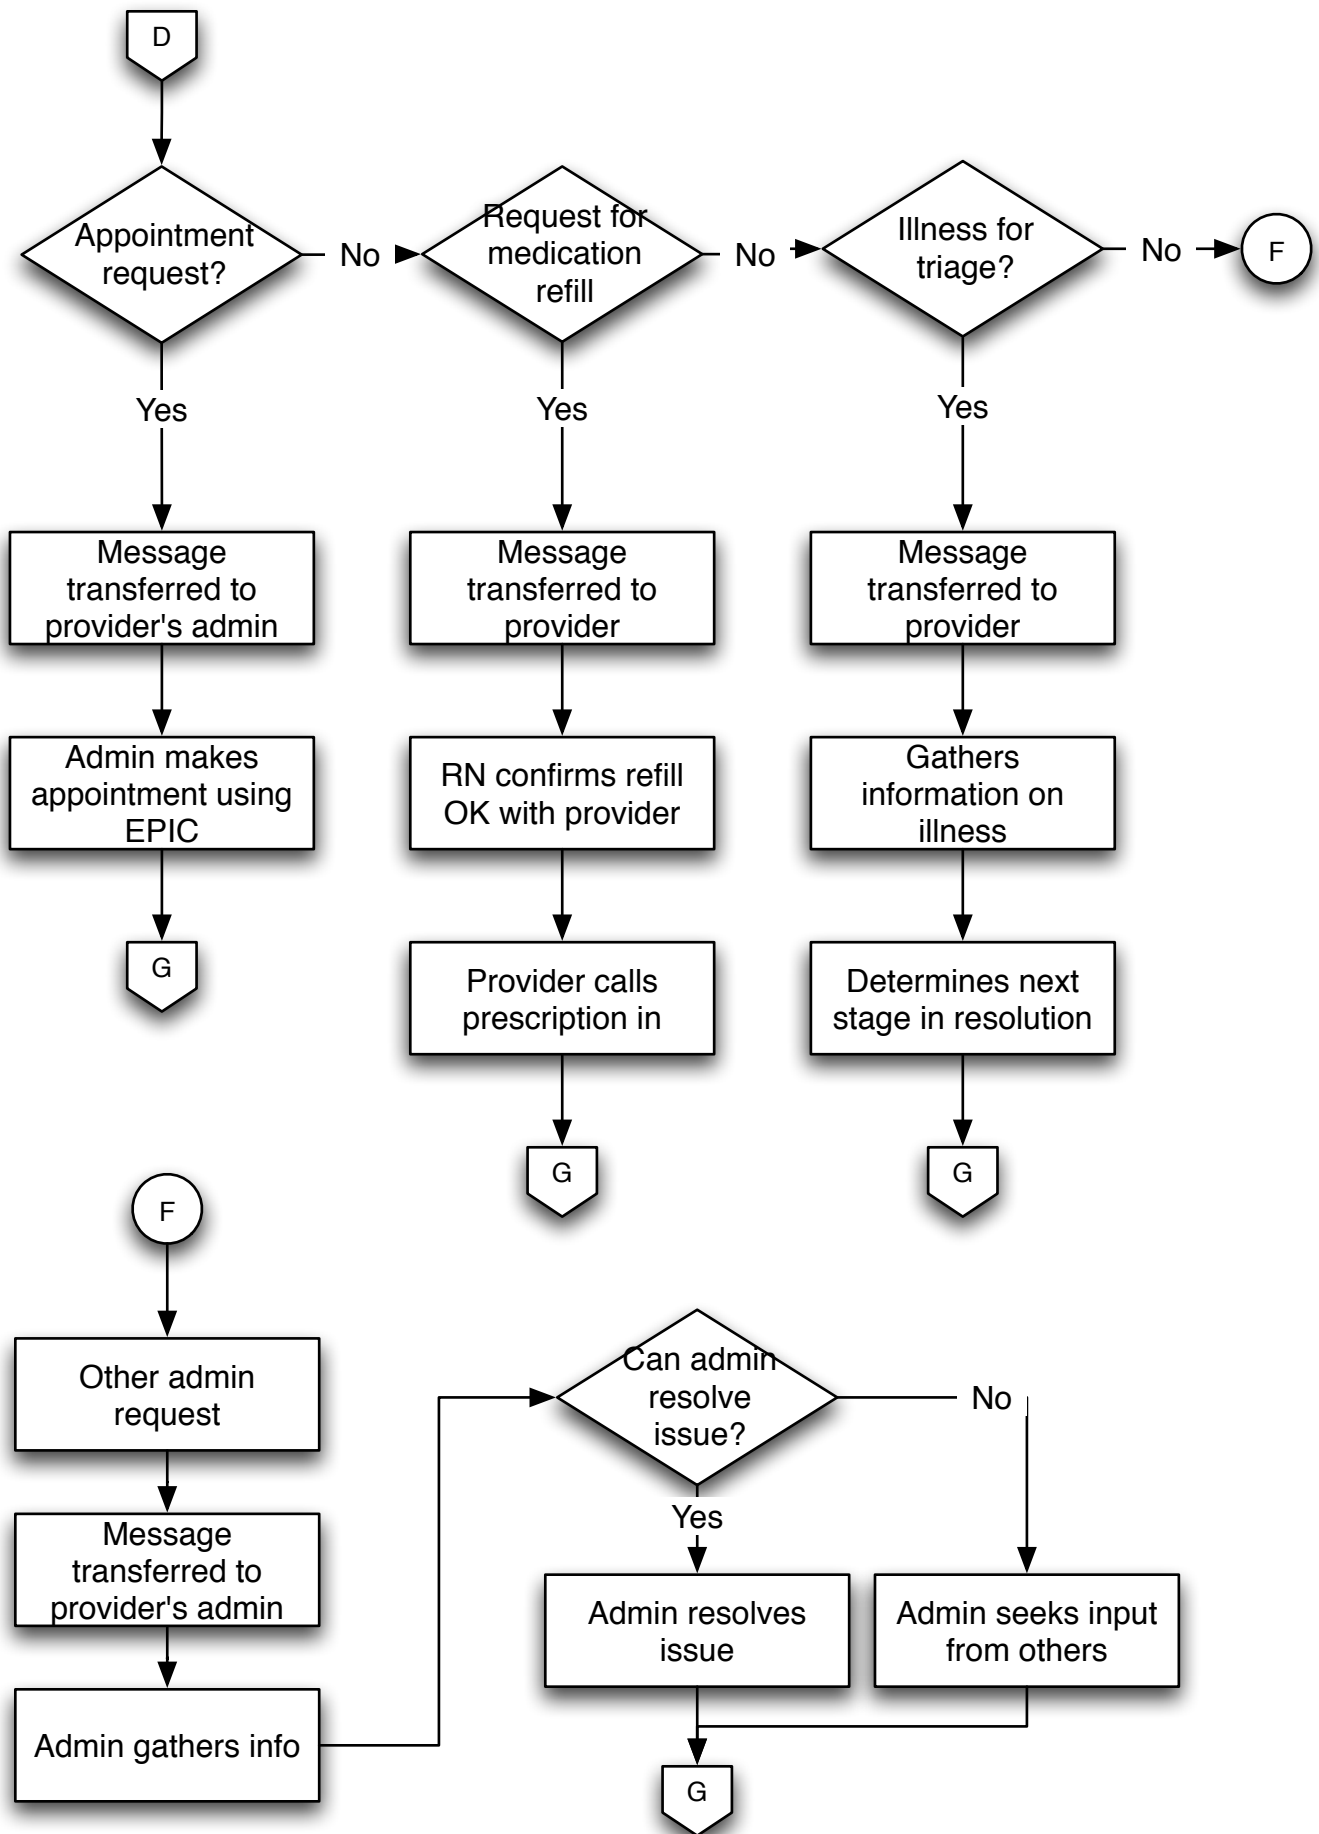 D
Appointment
request?
No
Request for
medication
refill
No
Illness for
triage?
No
F
Yes
Yes
Yes
Message
transferred to
provider's admin
Message
transferred to
provider
Message
transferred to
provider
Admin makes
appointment using
EPIC
RN confirms refill
OK with provider
Gathers
information on
illness
G
Provider calls
prescription in
Determines next
stage in resolution
G
G
F
Other admin
request
Can admin
resolve
issue?
No
Yes
Message
transferred to
provider's admin
Admin resolves
issue
Admin seeks input
from others
Admin gathers info
G